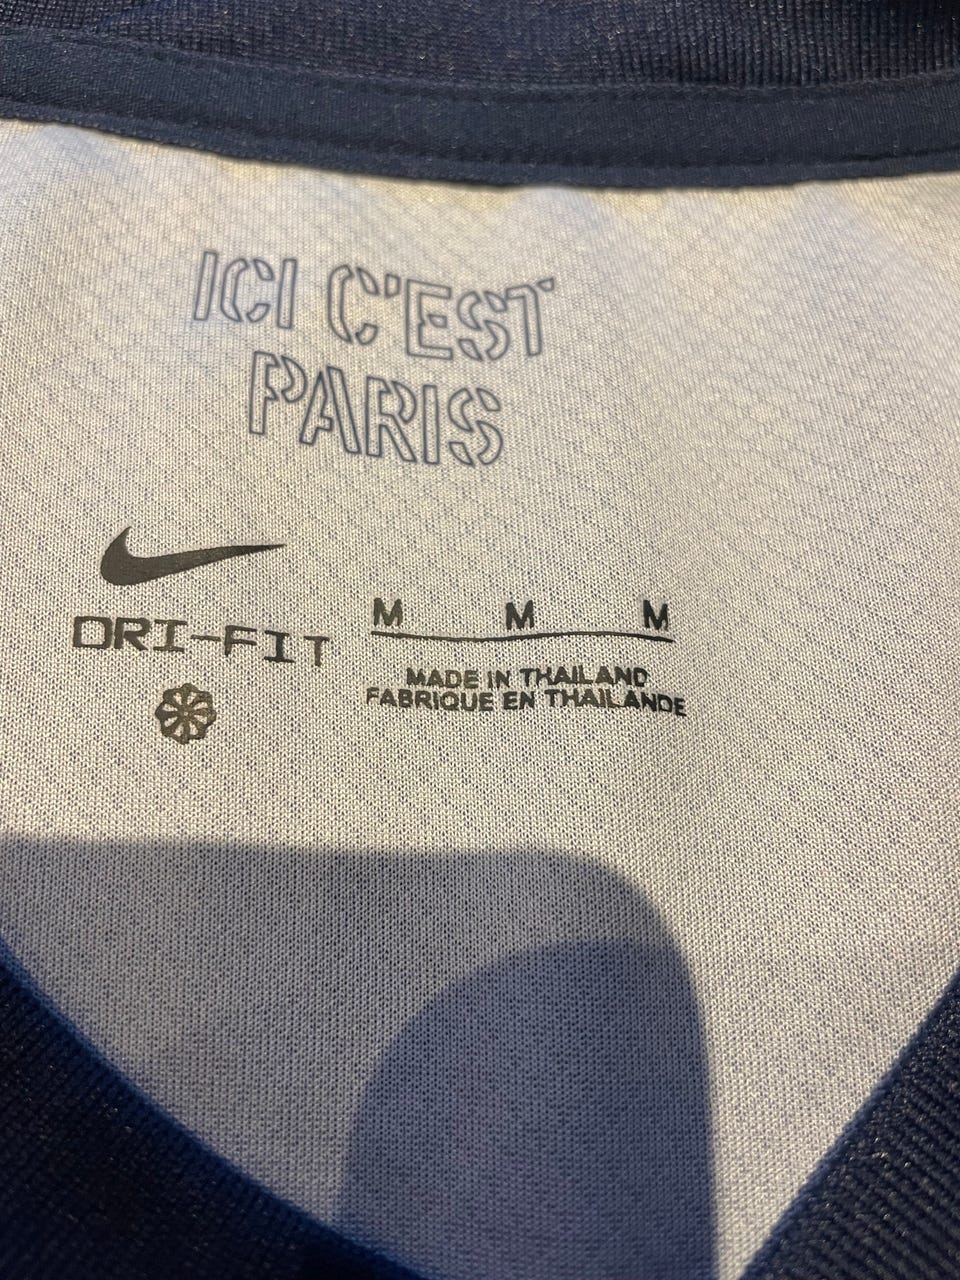 ICI C'EST
PARIS
DRI-FIT
M M M
MADE IN THAILAND
FABRIQUE EN THAILANDE